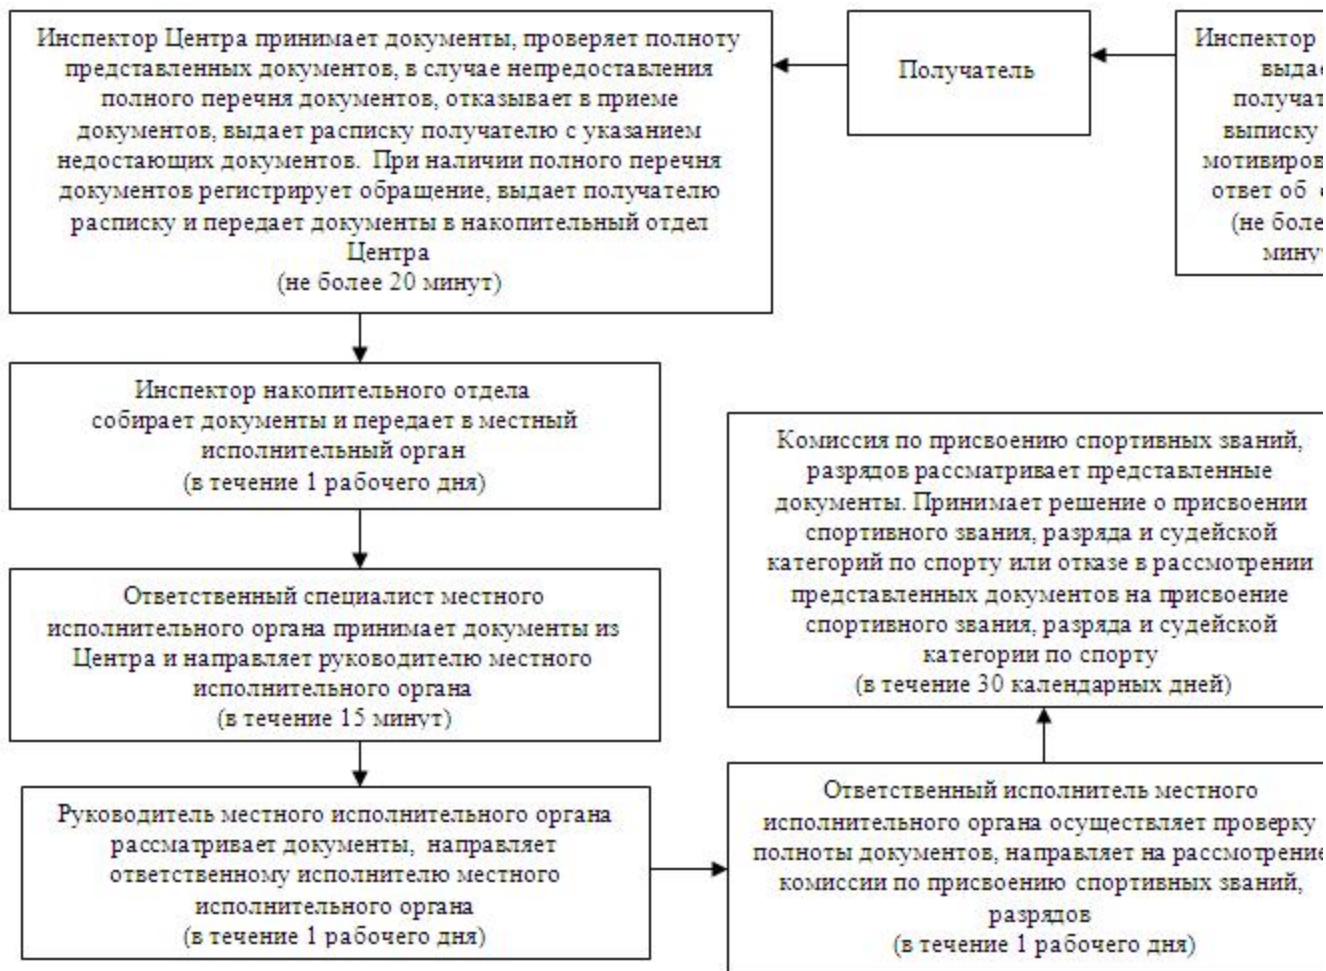 Инспектор Центра принимает документы, проверяет полноту
представленных документов, в случае непредоставления
полного перечня документов, отказывает в приеме
документов, выдает расписку получателю с указанием
недостающих документов. При наличии полного перечня
документов регистрирует обращение, выдает получателю
расписку и передает документы в накопительный отдел
Центра
(не более 20 минут)
Получатель
Инспектор
выдае
получат
выписку
мотивиров
ответ об
(не боле
мину
Инспектор накопительного отдела
собирает документы и передает в местный
исполнительный орган
(в течение 1 рабочего дня)
Ответственный специалист местного
исполнительного органа принимает документы из
Центра и направляет руководителю местного
исполнительного органа
(в течение 15 минут)
Руководитель местного исполнительного органа
рассматривает документы, направляет
ответственному исполнителю местного
исполнительного органа
(в течение 1 рабочего дня)
Комиссия по присвоению спортивных званий,
разрядов рассматривает представленные
документы. Принимает решение о присвоении
спортивного звания, разряда и судейской
категорий по спорту или отказе в рассмотрении
представленных документов на присвоение
спортивного звания, разряда и судейской
категории по спорту
(в течение 30 календарных дней)
Ответственный исполнитель местного
исполнительного органа осуществляет проверку
полноты документов, направляет на рассмотрение
комиссии по присвоению спортивных званий,
разрядов
(в течение 1 рабочего дня)